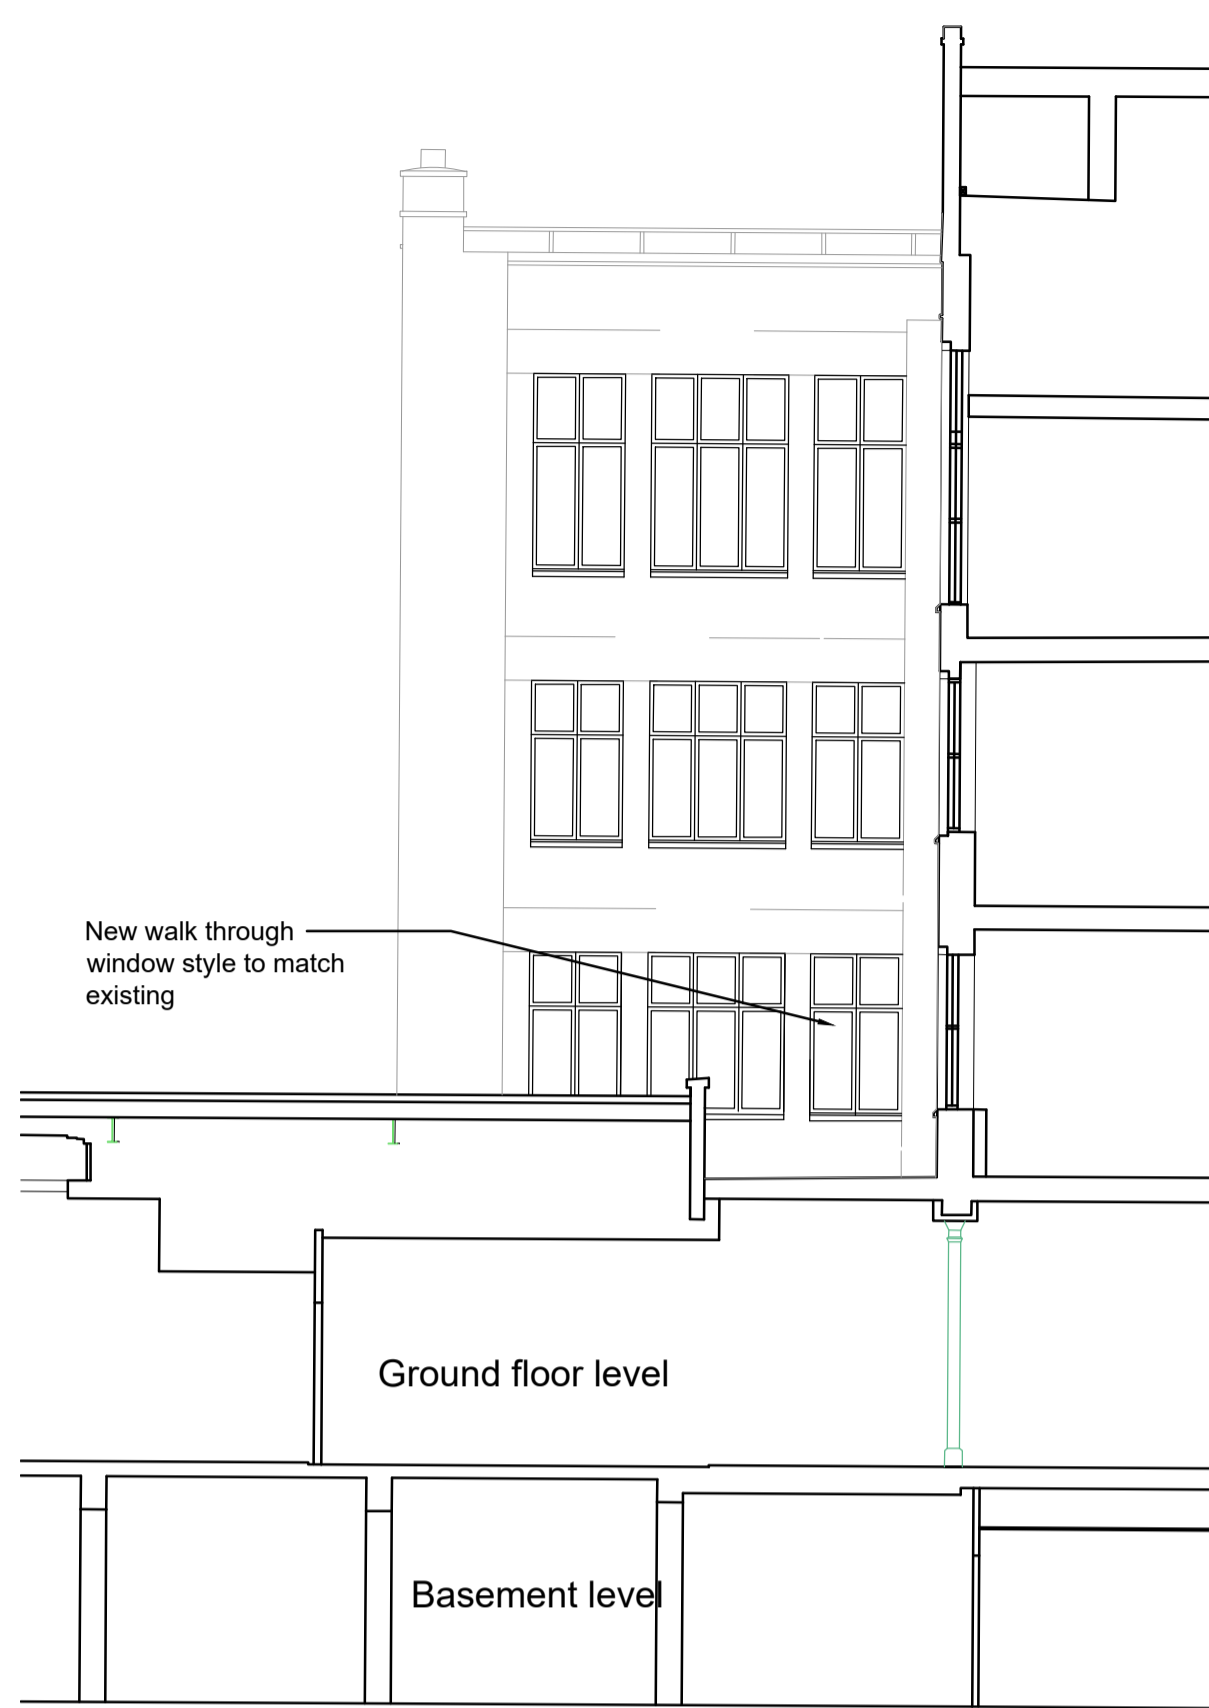 New walk through
window style to match
existing
Ground floor level
Basement level